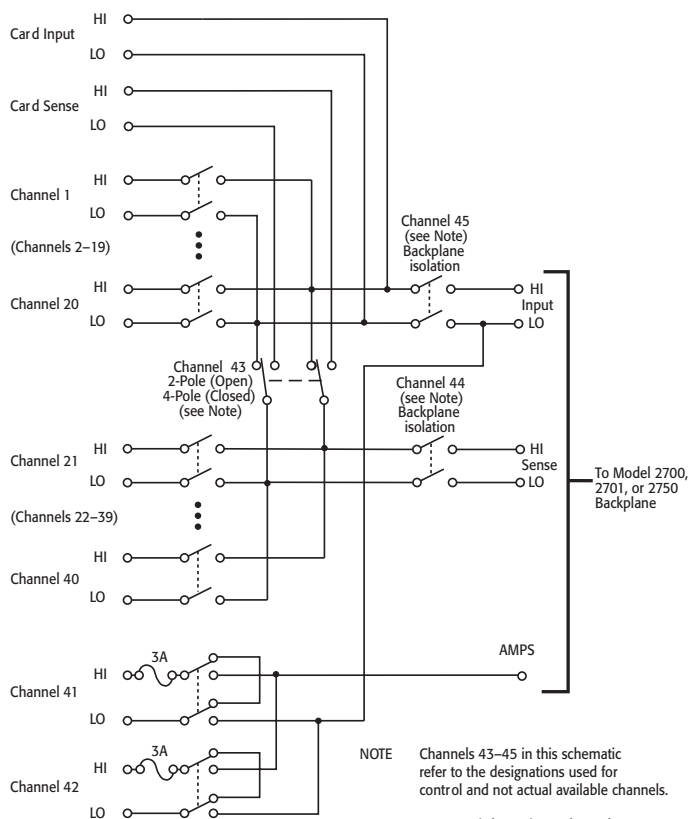 Card Input
HI
LO
Card Sense
HI
LO
Channel 1
HI
LO
(Channels 2–19)
Channel 20
HI
LO
Channel 45
(see Note)
Backplane
isolation
HI
Input
LO
Channel 43
2-Pole (Open)
4-Pole (Closed)
(see Note)
Channel 44
(see Note)
Backplane
isolation
Channel 21
HI
LO
HI
Sense
LO
To Model 2700,
2701, or 2750
Backplane
(Channels 22–39)
Channel 40
HI
LO
AMPS
Channel 41
HI
3A
LO
Channel 42
HI
3A
LO
NOTE
Channels 43–45 in this schematic
refer to the designations used for
control and not actual available channels.